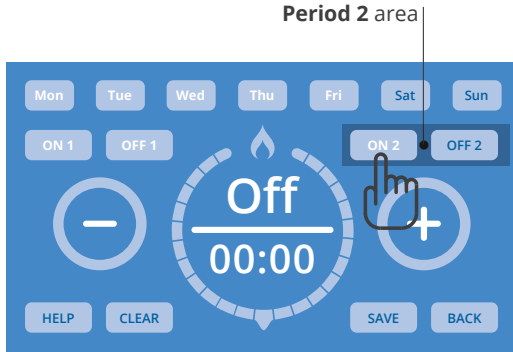 Period 2 area
Mon Tue Wed Thu Fri Sat Sun
ON 1 OFF 1 ON 2 OFF 2
Off
00:00
HELP CLEAR SAVE BACK